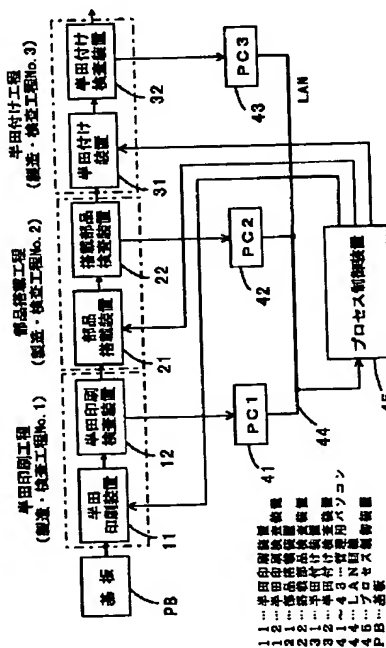 半田印刷工程
(製造・検査工程No.1)
部品搭載工程
(製造・検査工程No.2)
半田付け工程
(製造・検査工程No.3)
基板
PB
半田
印刷装置
11
半田印刷
検査装置
12
部品
搭載装置
21
搭載部品
検査装置
22
半田付け
装置
31
半田付け
検査装置
32
PC1
41
PC2
42
PC3
43
44
LAN
プロセス制御装置
45
11…半田印刷装置
12…半田印刷検査装置
21…部品搭載装置
22…搭載部品検査装置
31…半田付け装置
32…半田付け検査装置
41~43…管理用パソコン
44…LAN回線
45…プロセス制御装置
PB…基板